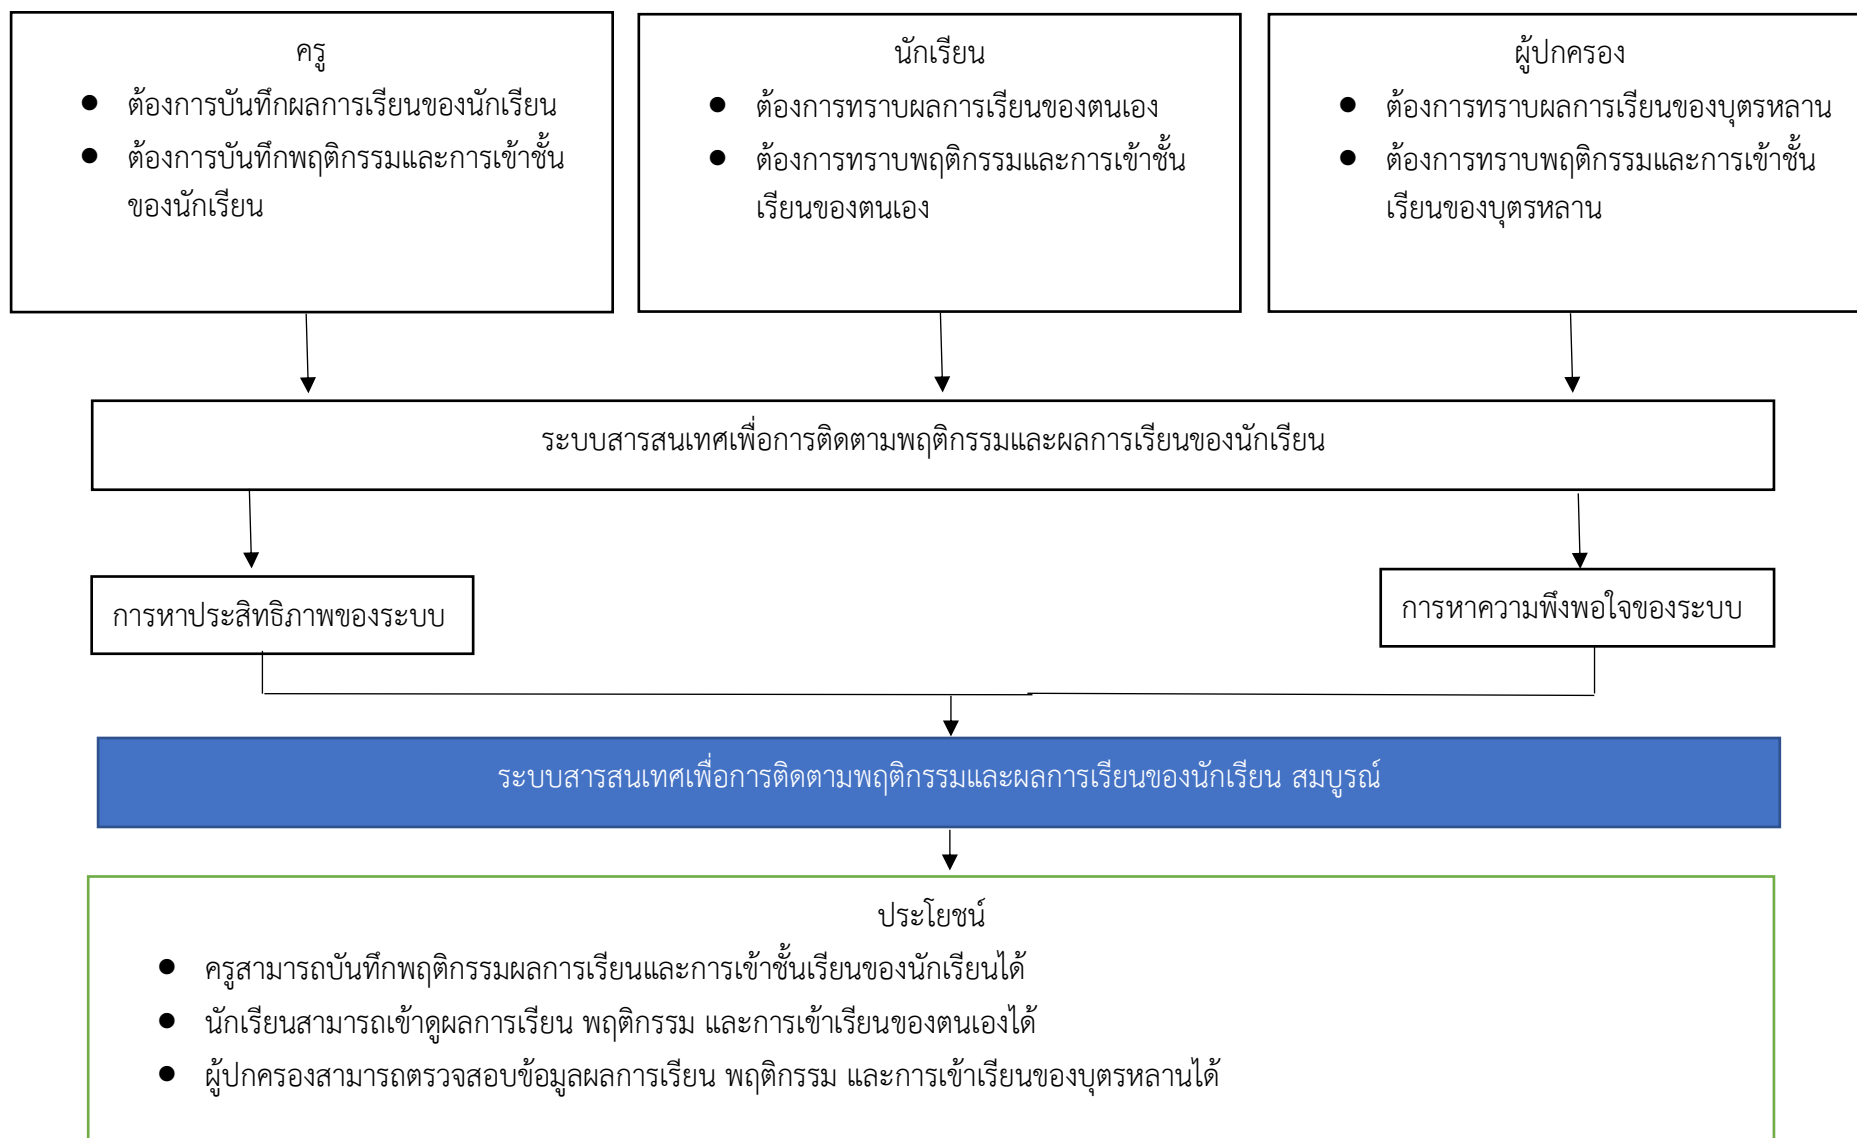 ครู
● ต้องการบันทึกผลการเรียนของนักเรียน
● ต้องการบันทึกพฤติกรรมและการเข้าชั้น
ของนักเรียน
นักเรียน
● ต้องการทราบผลการเรียนของตนเอง
● ต้องการทราบพฤติกรรมและการเข้าชั้น
เรียนของตนเอง
ผู้ปกครอง
● ต้องการทราบผลการเรียนของบุตรหลาน
● ต้องการทราบพฤติกรรมและการเข้าชั้น
เรียนของบุตรหลาน
ระบบสารสนเทศเพื่อการติดตามพฤติกรรมและผลการเรียนของนักเรียน
การหาประสิทธิภาพของระบบ
การหาความพึงพอใจของระบบ
ระบบสารสนเทศเพื่อการติดตามพฤติกรรมและผลการเรียนของนักเรียน สมบูรณ์
ประโยชน์
● ครูสามารถบันทึกพฤติกรรมผลการเรียนและการเข้าชั้นเรียนของนักเรียนได้
● นักเรียนสามารถเข้าดูผลการเรียน พฤติกรรม และการเข้าเรียนของตนเองได้
● ผู้ปกครองสามารถตรวจสอบข้อมูลผลการเรียน พฤติกรรม และการเข้าเรียนของบุตรหลานได้